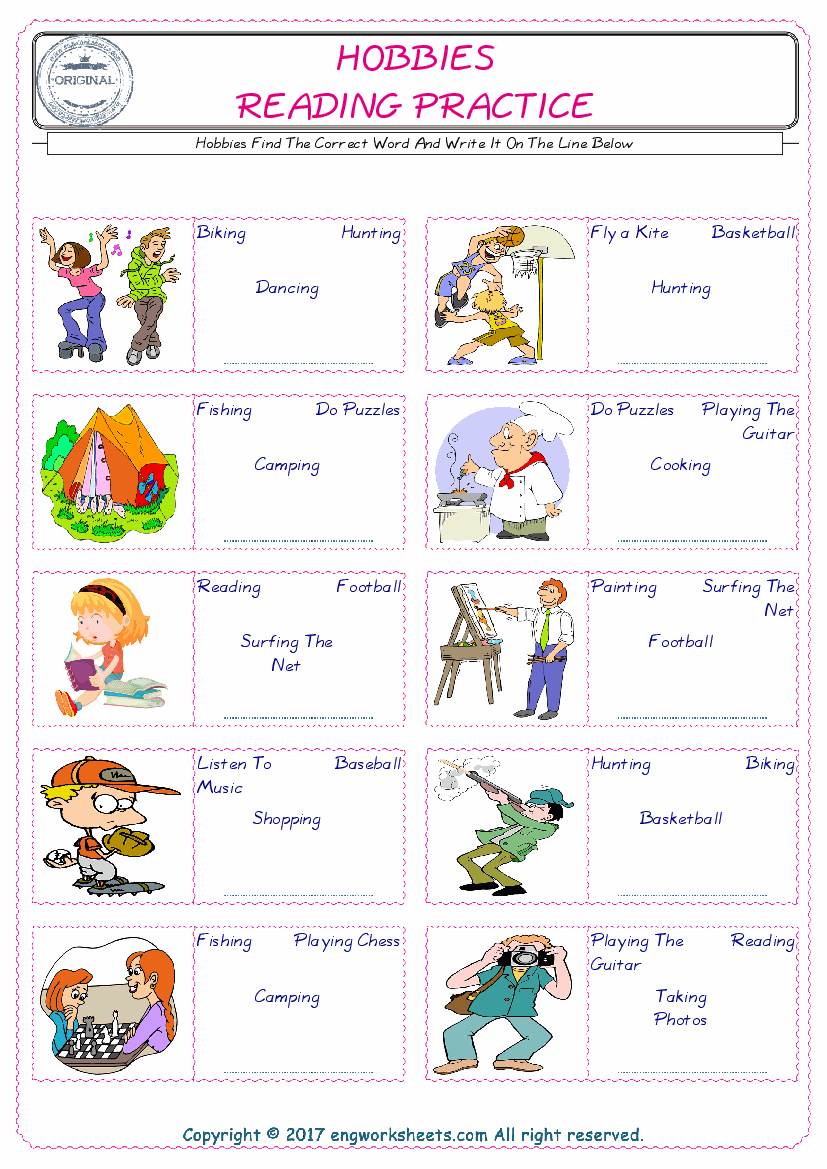 HOBBIES
READING PRACTICE
ORIGINAL
Hobbies Find The Correct Word And Write It On The Line Below
Biking Hunting
Dancing
Fly a Kite Basketball
Hunting
Fishing Do Puzzles
Camping
Do Puzzles Playing The
Guitar
Cooking
Reading Football
Surfing The
Net
Painting Surfing The
Net
Football
Listen To Baseball
Music
Shopping
Hunting Biking
Basketball
Fishing Playing Chess
Camping
Playing The Reading
Guitar
Taking
Photos
Copyright © 2017 engworksheets.com All right reserved.